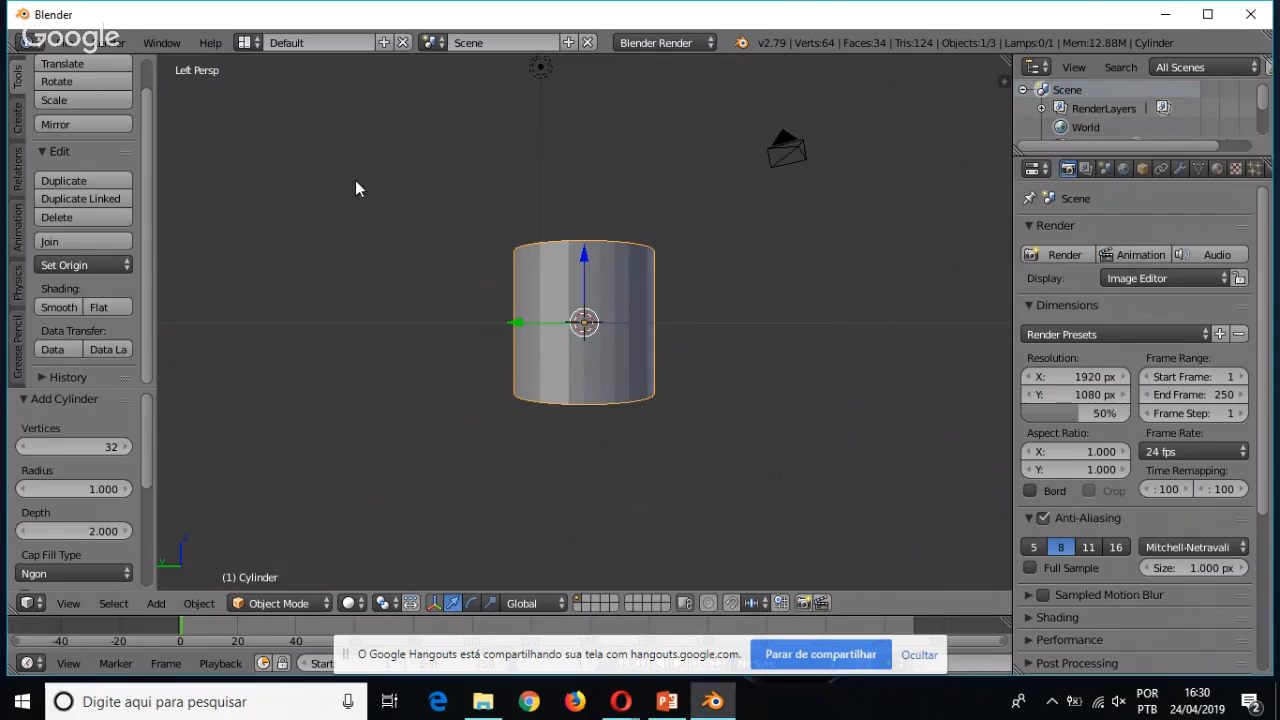 Blender
Google
Window Help Default Scene Blender Render v2.79 | Verts:64 | Faces:34 | Tris:124 | Objects:1/3 | Lamps:0/1 | Mem:12.88M | Cylinder
Tools
Create
Relations
Animation
Physics
Grease Pencil
Translate
Rotate
Scale
Mirror
Edit
Duplicate
Duplicate Linked
Delete
Join
Set Origin
Shading:
Smooth Flat
Data Transfer:
Data Data La
History
Add Cylinder
Vertices
32
Radius
1.000
Depth
2.000
Cap Fill Type
Ngon
Left Persp
z
y
(1) Cylinder
View Select Add Object Object Mode Global
-40 -20 0 20 40
View Marker Frame Playback Start
O Google Hangouts está compartilhando sua tela com hangouts.google.com. Parar de compartilhar Ocultar
View Search All Scenes
Scene
RenderLayers
World
Scene
Render
Render Animation Audio
Display: Image Editor
Dimensions
Render Presets
Resolution: Frame Range:
X: 1920 px Start Frame: 1
Y: 1080 px End Frame: 250
50% Frame Step: 1
Aspect Ratio: Frame Rate:
X: 1.000 24 fps
Y: 1.000 Time Remapping:
Bord Crop : 100 : 100
Anti-Aliasing
5 8 11 16 Mitchell-Netravali
Full Sample Size: 1.000 px
Sampled Motion Blur
Shading
Performance
Post Processing
Digite aqui para pesquisar
POR
PTB
16:30
24/04/2019
2